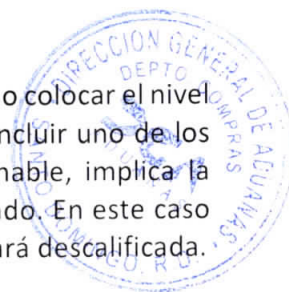 o colocar el nivel
ncluir uno de los
nable, implica la
do. En este caso
ará descalificada.
DIRECCION GENERAL DE ADUANAS
DEPTO
COMPRAS